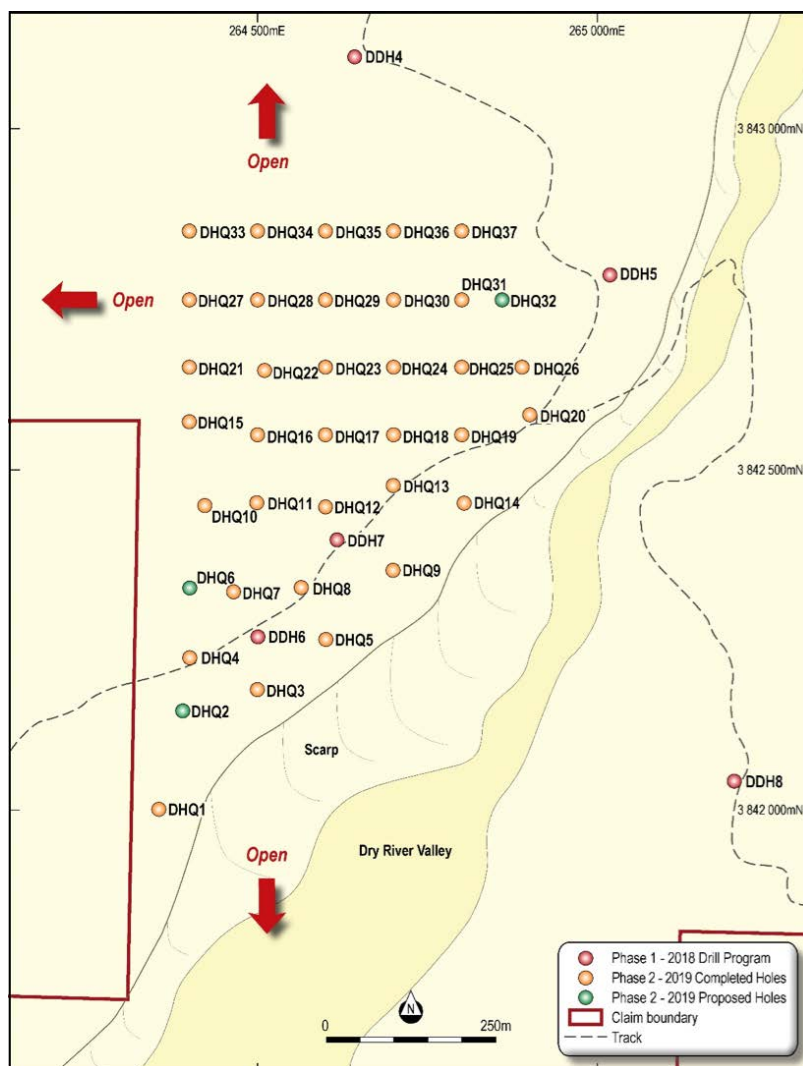 264 500mE
265 000mE
DDH4
3 843 000mN
Open
DHQ33
DHQ34
DHQ35
DHQ36
DHQ37
DDH5
Open
DHQ27
DHQ28
DHQ29
DHQ30
DHQ31
DHQ32
DHQ21
DHQ22
DHQ23
DHQ24
DHQ25
DHQ26
DHQ20
DHQ15
DHQ16
DHQ17
DHQ18
DHQ19
3 842 500mN
DHQ13
DHQ10
DHQ11
DHQ12
DHQ14
DDH7
DHQ9
DHQ6
DHQ7
DHQ8
DDH6
DHQ5
DHQ4
DHQ3
DHQ2
Scarp
DDH8
DHQ1
3 842 000mN
Open
Dry River Valley
N
0
250m
Phase 1 - 2018 Drill Program
Phase 2 - 2019 Completed Holes
Phase 2 - 2019 Proposed Holes
Claim boundary
Track